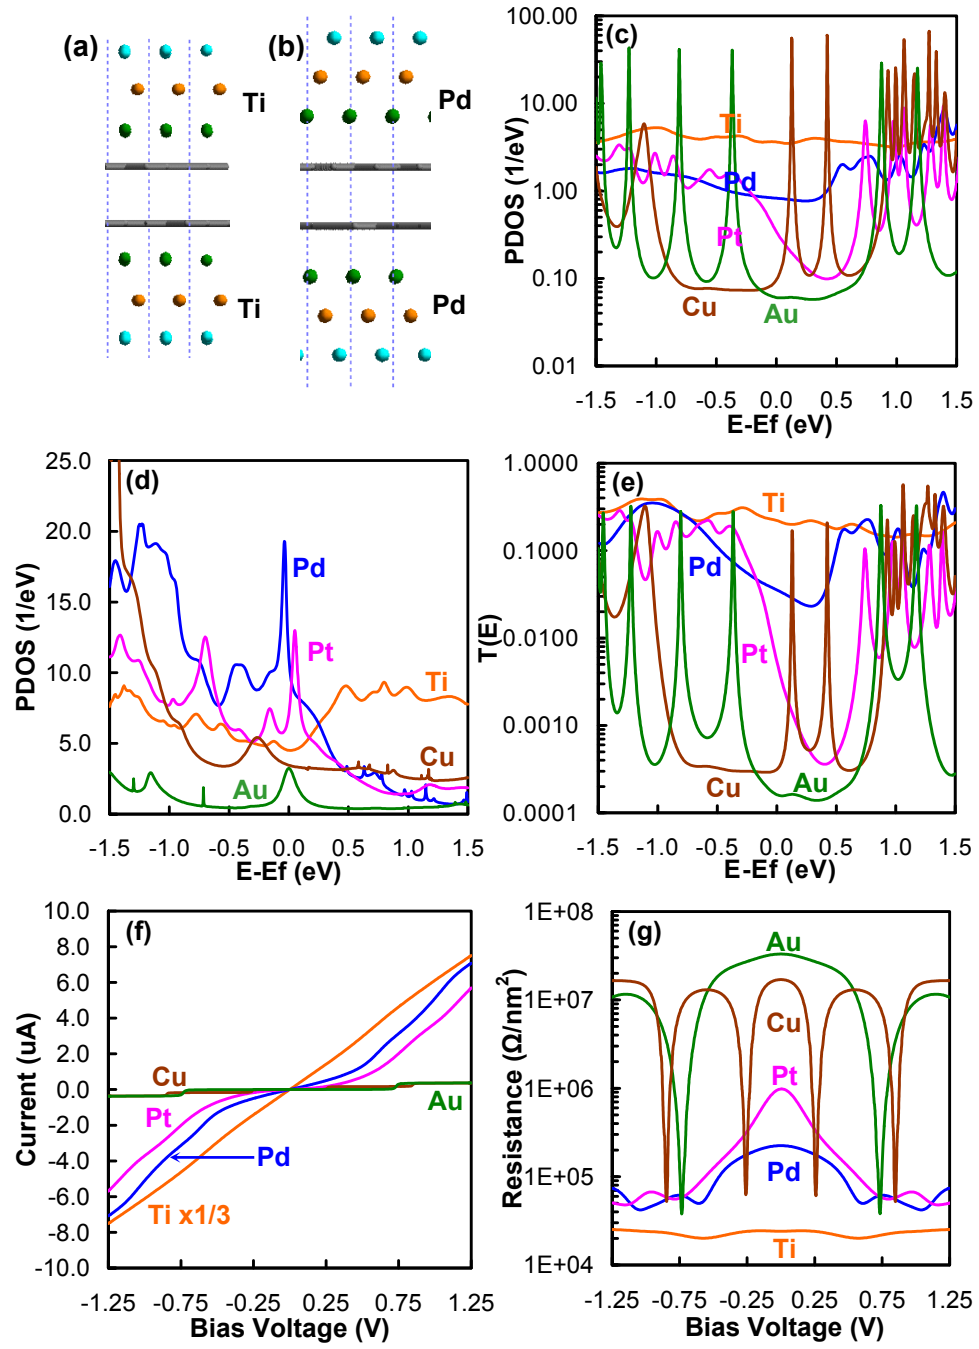 (a)
Ti
Ti
(b)
Pd
Pd
(c)
100.00
10.00
1.00
0.10
0.01
PDOS (1/eV)
Ti
Pd
Pt
Cu
Au
-1.5 -1.0 -0.5 0.0 0.5 1.0 1.5
E-Ef (eV)
(d)
25.0
20.0
15.0
10.0
5.0
0.0
PDOS (1/eV)
Pd
Pt
Ti
Cu
Au
-1.5 -1.0 -0.5 0.0 0.5 1.0 1.5
E-Ef (eV)
(e)
1.0000
0.1000
0.0100
0.0010
0.0001
T(E)
Ti
Pd
Pt
Cu
Au
-1.5 -1.0 -0.5 0.0 0.5 1.0 1.5
E-Ef (eV)
(f)
10.0
8.0
6.0
4.0
2.0
0.0
-2.0
-4.0
-6.0
-8.0
-10.0
Current (uA)
Cu
Au
Pt
Pd
Ti x1/3
-1.25 -0.75 -0.25 0.25 0.75 1.25
Bias Voltage (V)
(g)
1E+08
1E+07
1E+06
1E+05
1E+04
Resistance (Ω/nm²)
Au
Cu
Pt
Pd
Ti
-1.25 -0.75 -0.25 0.25 0.75 1.25
Bias Voltage (V)